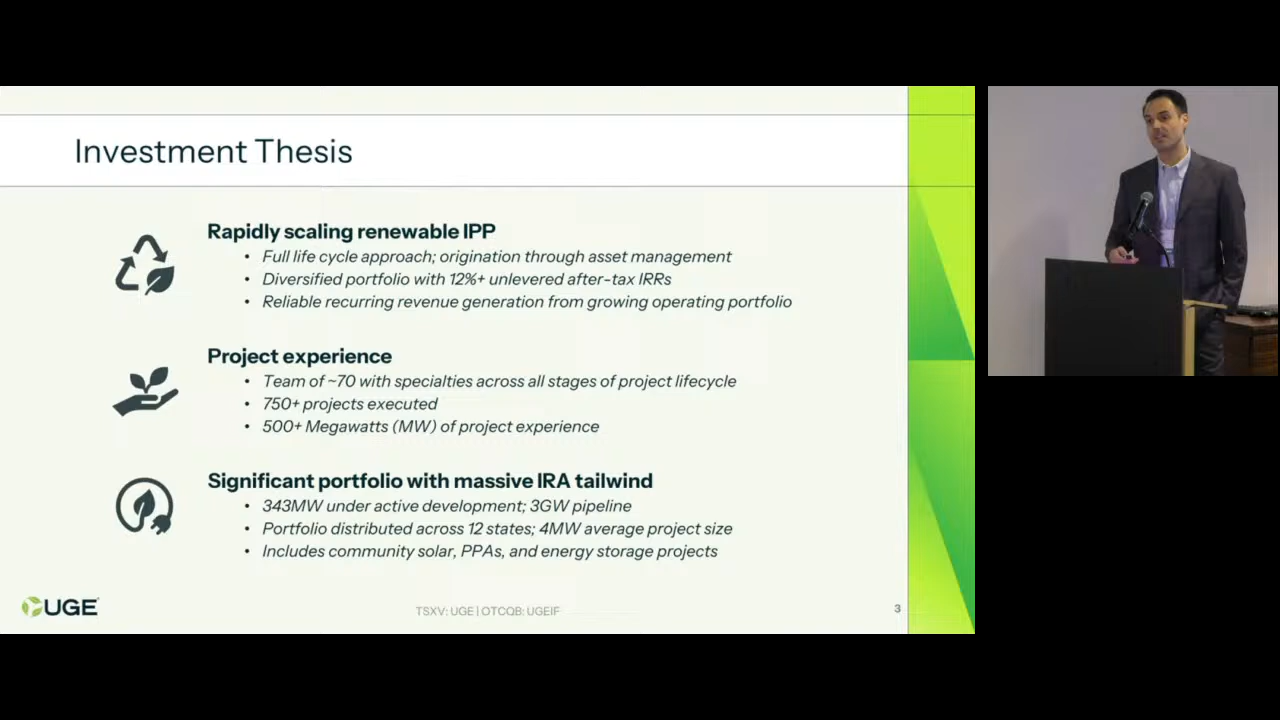 Investment Thesis
Rapidly scaling renewable IPP
• Full life cycle approach; origination through asset management
• Diversified portfolio with 12%+ unlevered after-tax IRRs
• Reliable recurring revenue generation from growing operating portfolio
Project experience
• Team of ~70 with specialties across all stages of project lifecycle
• 750+ projects executed
• 500+ Megawatts (MW) of project experience
Significant portfolio with massive IRA tailwind
• 343MW under active development; 3GW pipeline
• Portfolio distributed across 12 states; 4MW average project size
• Includes community solar, PPAs, and energy storage projects
UGE
TSXV: UGE | OTCQB: UGEIF
3